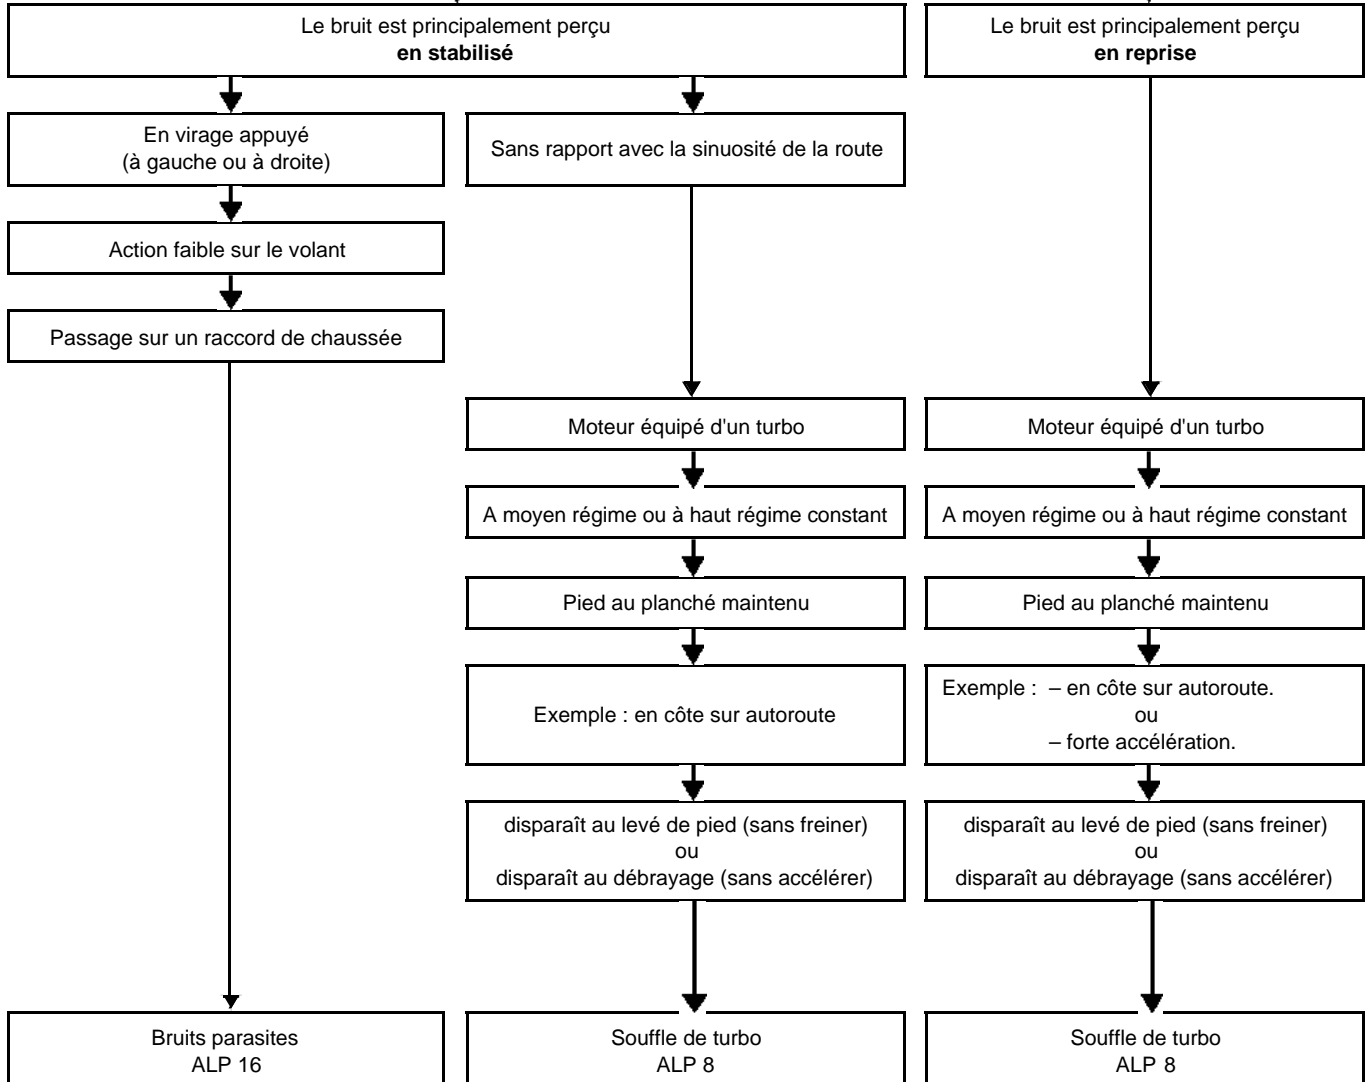 Le bruit est principalement perçu
en stabilisé
Le bruit est principalement perçu
en reprise
En virage appuyé
(à gauche ou à droite)
Sans rapport avec la sinuosité de la route
Action faible sur le volant
Passage sur un raccord de chaussée
Moteur équipé d'un turbo
Moteur équipé d'un turbo
A moyen régime ou à haut régime constant
A moyen régime ou à haut régime constant
Pied au planché maintenu
Pied au planché maintenu
Exemple : en côte sur autoroute
Exemple : – en côte sur autoroute.
ou
– forte accélération.
disparaît au levé de pied (sans freiner)
ou
disparaît au débrayage (sans accélérer)
disparaît au levé de pied (sans freiner)
ou
disparaît au débrayage (sans accélérer)
Bruits parasites
ALP 16
Souffle de turbo
ALP 8
Souffle de turbo
ALP 8